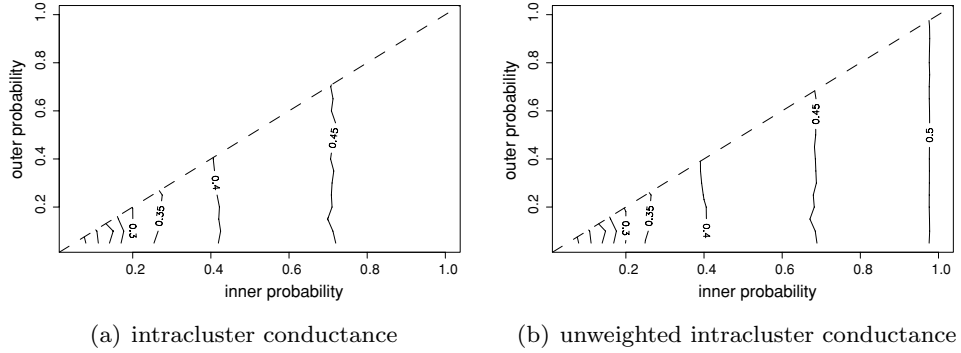 1.0
0.8
0.6
0.4
0.2
outer probability
0.3
0.35
0.4
0.45
0.2 0.4 0.6 0.8 1.0
inner probability
(a) intracluster conductance
1.0
0.8
0.6
0.4
0.2
outer probability
0.3
0.35
0.4
0.45
0.5
0.2 0.4 0.6 0.8 1.0
inner probability
(b) unweighted intracluster conductance